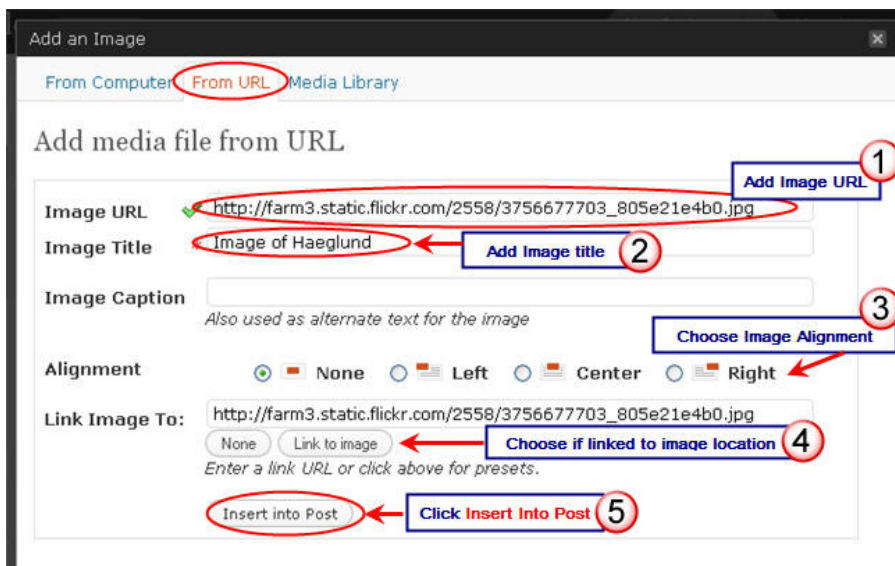 Add an Image
From Computer From URL Media Library
Add media file from URL
1
Add Image URL
Image URL http://farm3.static.flickr.com/2558/3756677703_805e21e4b0.jpg
Image Title * Image of Haeglund
Add Image title 2
Image Caption
Also used as alternate text for the image
3
Choose Image Alignment
Alignment None Left Center Right
Link Image To: http://farm3.static.flickr.com/2558/3756677703_805e21e4b0.jpg
None Link to image Choose if linked to image location 4
Enter a link URL or click above for presets.
Insert into Post Click Insert Into Post 5